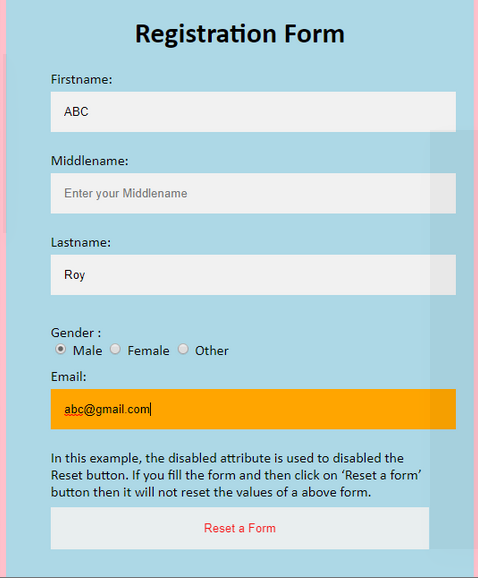 Registration Form
Firstname:
ABC
Middlename:
Enter your Middlename
Lastname:
Roy
Gender :
Male Female Other
Email:
abc@gmail.com
In this example, the disabled attribute is used to disabled the
Reset button. If you fill the form and then click on ‘Reset a form’
button then it will not reset the values of a above form.
Reset a Form